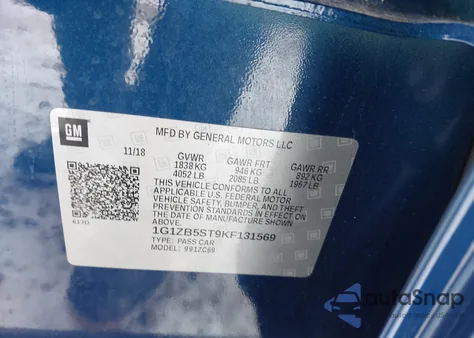 GM
MFD BY GENERAL MOTORS LLC
11/18 GVWR GAWR FRT GAWR RR
1838 KG 946 KG 892 KG
4052 LB 2085 LB 1967 LB
THIS VEHICLE CONFORMS TO ALL APPLICABLE
U.S. FEDERAL MOTOR
VEHICLE SAFETY, BUMPER, AND THEFT
PREVENTION STANDARDS IN EFFECT
ON THE DATE OF MANUFACTURE SHOWN ABOVE.
1G1ZB5ST9KF131569
TYPE: PASS CAR
MODEL: 991ZC69
autoSnap